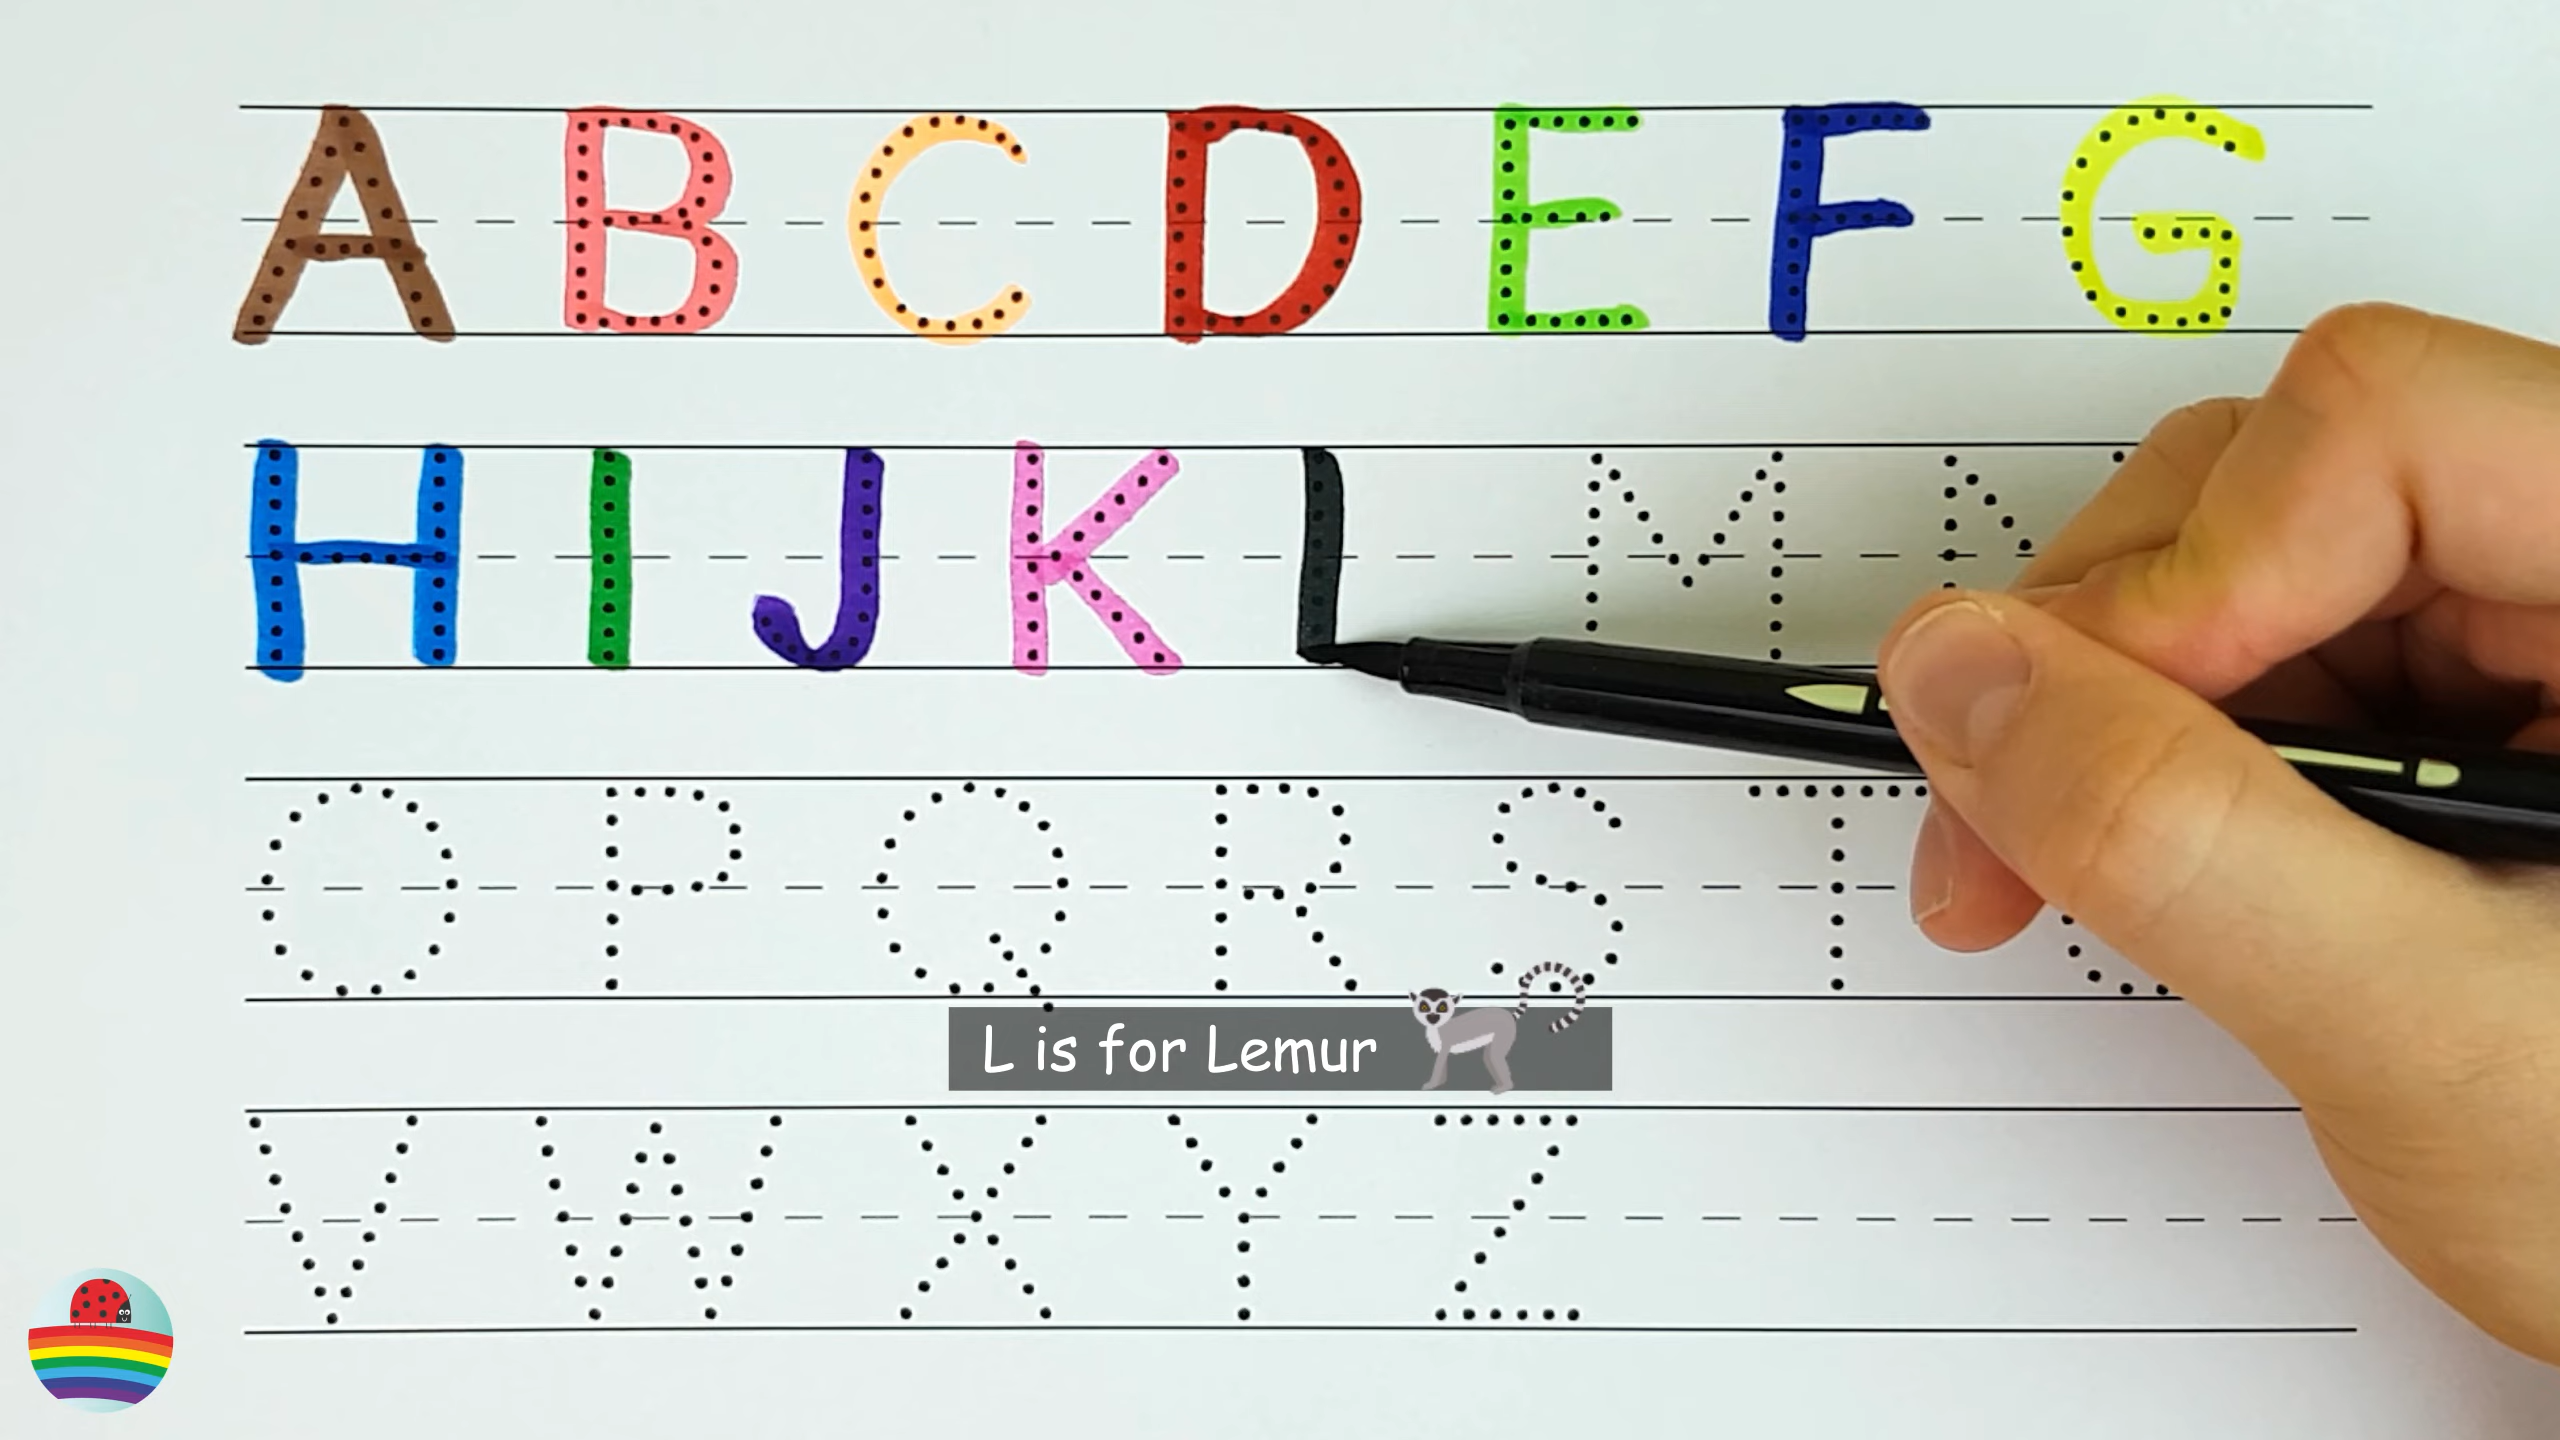 A B C D E F G
H I J K L M N
O P Q R S T
L is for Lemur
V W X Y Z